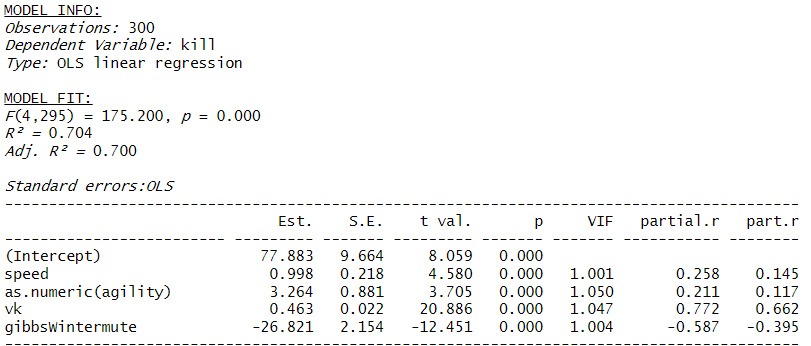 MODEL INFO:
Observations: 300
Dependent Variable: kill
Type: OLS linear regression
MODEL FIT:
F(4,295) = 175.200, p = 0.000
R² = 0.704
Adj. R² = 0.700
Standard errors:OLS
--------------------------------------------------------------------------------
Est. S.E. t val. p VIF partial.r part.r
------------------------ --------- ------- --------- ------- ------- ----------- --------
(Intercept) 77.883 9.664 8.059 0.000
speed 0.998 0.218 4.580 0.000 1.001 0.258 0.145
as.numeric(agility) 3.264 0.881 3.705 0.000 1.050 0.211 0.117
vk 0.463 0.022 20.886 0.000 1.047 0.772 0.662
gibbsWintermute -26.821 2.154 -12.451 0.000 1.004 -0.587 -0.395
--------------------------------------------------------------------------------